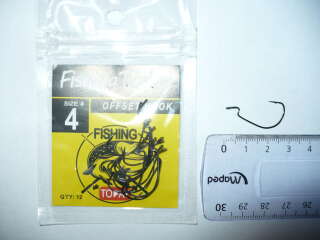 SIZE #
4
OFFSET HOOK
FISHING
QTY: 12
0 1 2 3 4
Maped
30 29 28 27 26